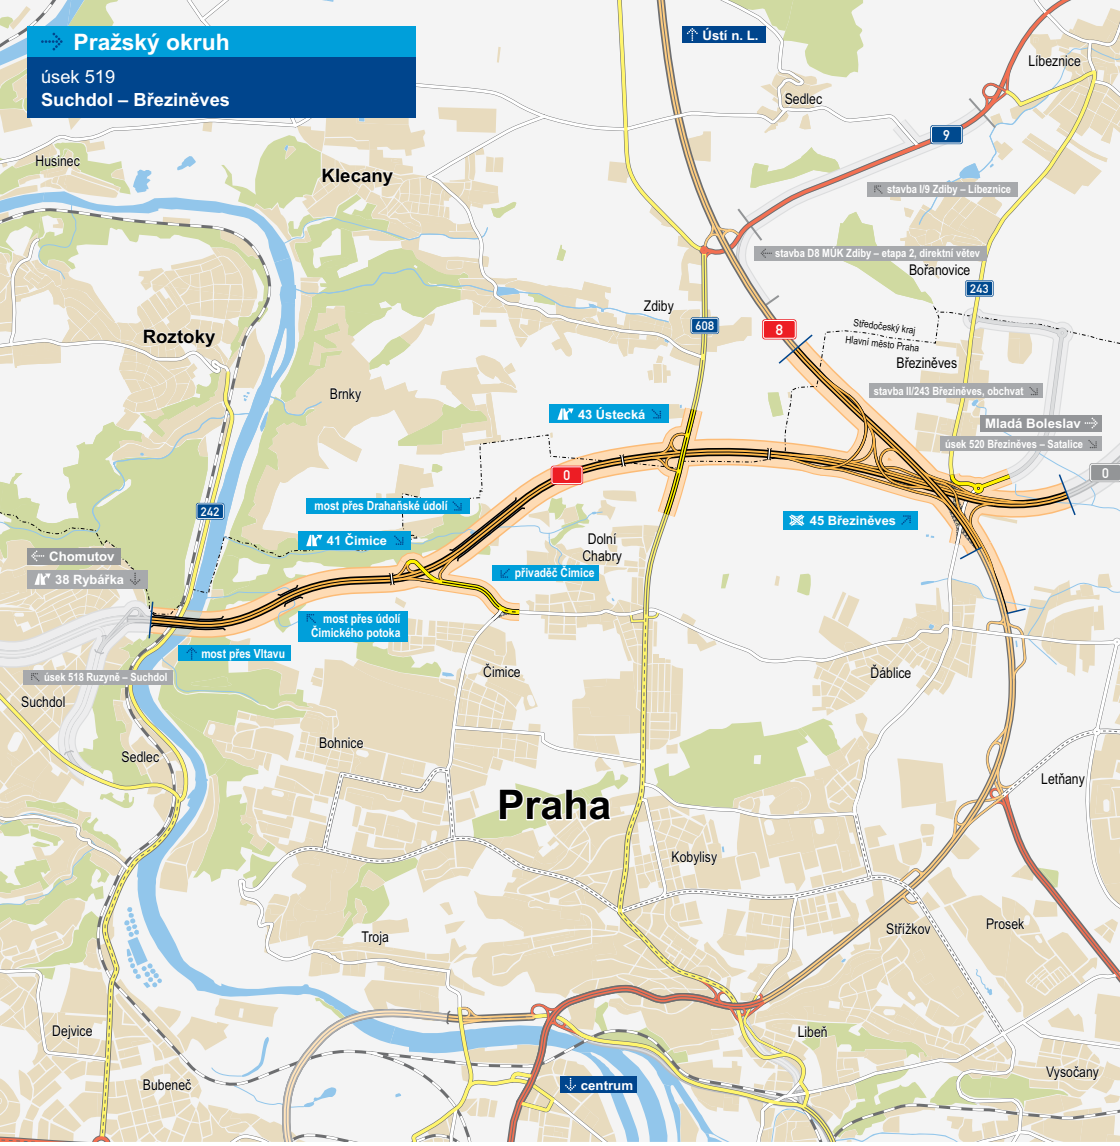 Pražský okruh
úsek 519
Suchdol – Březiněves
Ústí n. L.
Líbeznice
Sedlec
9
Husinec
Klecany
stavba I/9 Zdiby – Líbeznice
stavba D8 MÚK Zdiby – etapa 2, direktní větev
Bořanovice
243
Zdiby
608
8
Středočeský kraj
Hlavní město Praha
Březiněves
Roztoky
Brnky
stavba II/243 Březiněves, obchvat
43 Ústecká
Mladá Boleslav
úsek 520 Březiněves – Satalice
0
0
most přes Drahaňské údolí
242
45 Březiněves
41 Čimice
Dolní
Chabry
Chomutov
38 Rybářka
přivaděč Čimice
most přes údolí
Čimického potoka
most přes Vltavu
úsek 518 Ruzyně – Suchdol
Čimice
Ďáblice
Suchdol
Bohnice
Sedlec
Letňany
Praha
Kobylisy
Střížkov
Prosek
Troja
Dejvice
Libeň
Vysočany
Bubeneč
centrum